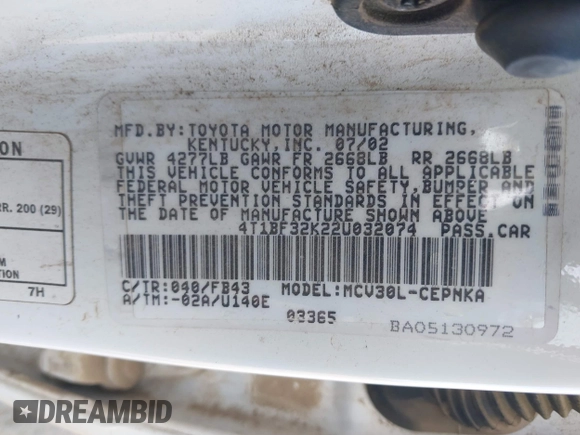 ON
RR. 200 (29)
M
TION
7H
MFD.BY:TOYOTA MOTOR MANUFACTURING,
KENTUCKY,INC. 07/02
GVWR 4277LB GAWR FR 2668LB RR 2668LB
THIS VEHICLE CONFORMS TO ALL APPLICABLE
FEDERAL MOTOR VEHICLE SAFETY,BUMPER AND
THEFT PREVENTION STANDARDS IN EFFECT ON
THE DATE OF MANUFACTURE SHOWN ABOVE
4T1BF32K22U032074 PASS.CAR
C/TR:040/FB43 MODEL:MCV30L-CEPNKA
A/TM:-02A/U140E
03365 BA05130972
DREAMBID